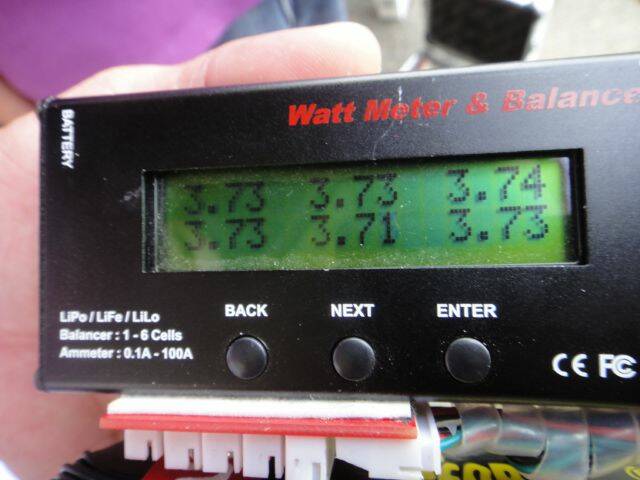 Watt Meter & Balance
BATTERY
3.73 3.73 3.74
3.73 3.71 3.73
BACK NEXT ENTER
LiPo / LiFe / LiLo
Balancer : 1 - 6 Cells
Ammeter : 0.1A - 100A
CE FC